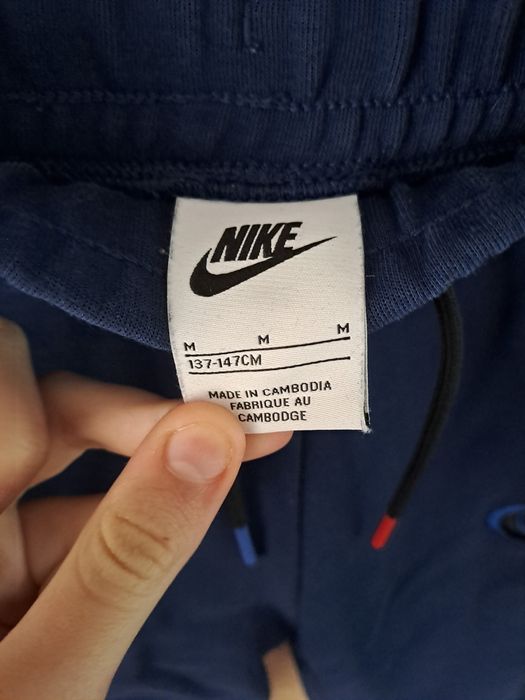 NIKE
M M M
137-147CM
MADE IN CAMBODIA
FABRIQUE AU
CAMBODGE